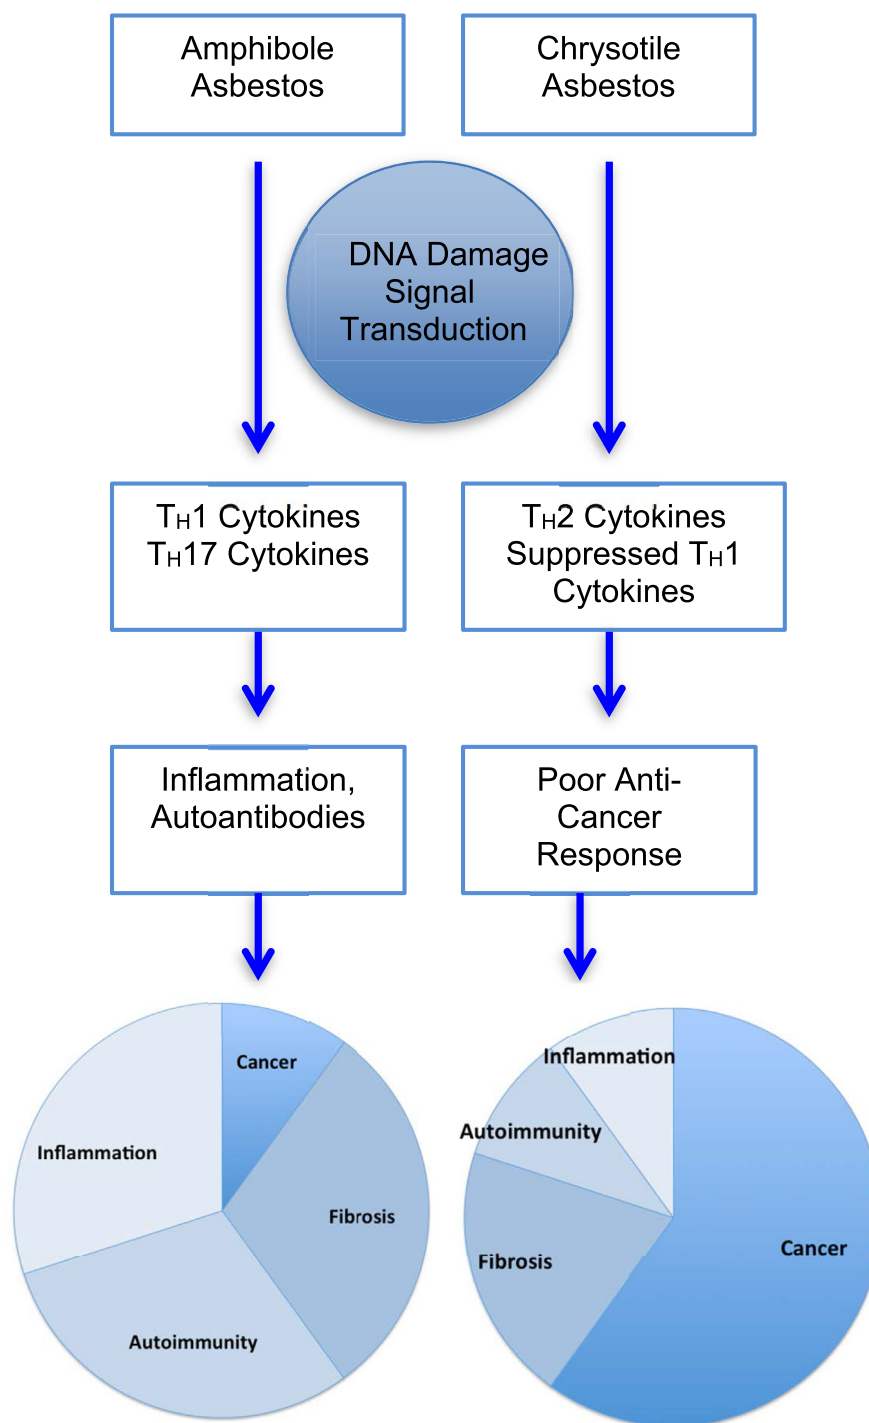 Amphibole
Asbestos
Chrysotile
Asbestos
DNA Damage
Signal
Transduction
TH1 Cytokines
TH17 Cytokines
TH2 Cytokines
Suppressed TH1
Cytokines
Inflammation,
Autoantibodies
Poor Anti-
Cancer
Response
Cancer
Inflammation
Fibrosis
Autoimmunity
Inflammation
Autoimmunity
Fibrosis
Cancer